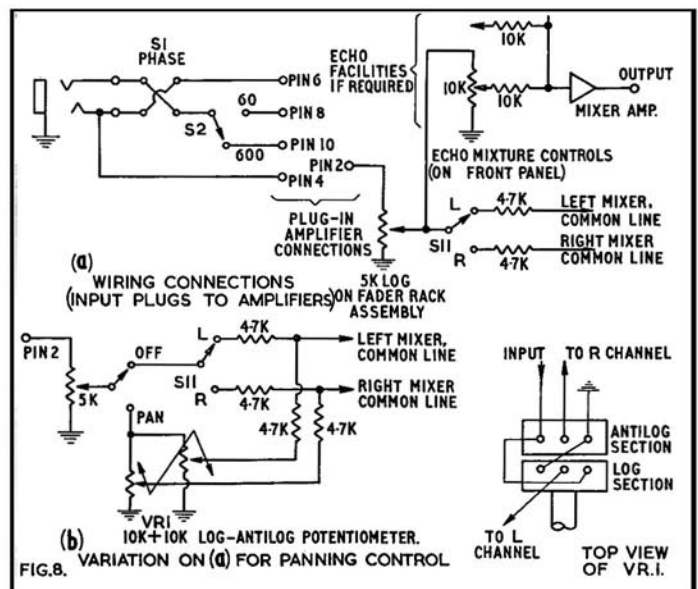 S1
PHASE
PIN 6
60
PIN 8
S2
PIN 10
600
PIN 4
ECHO
FACILITIES
IF REQUIRED
10K
10K
10K
OUTPUT
MIXER AMP.
ECHO MIXTURE CONTROLS
(ON FRONT PANEL)
PIN 2
PLUG-IN
AMPLIFIER
CONNECTIONS
L
4·7K
LEFT MIXER,
COMMON LINE
S11
R
4·7K
RIGHT MIXER
COMMON LINE
5K LOG
ON FADER RACK
ASSEMBLY
(a)
WIRING CONNECTIONS
(INPUT PLUGS TO AMPLIFIERS)
PIN 2
5K
OFF
L
S11
R
4·7K
LEFT MIXER,
COMMON LINE
4·7K
RIGHT MIXER
COMMON LINE
PAN
4·7K
4·7K
VR1
10K+10K LOG-ANTILOG POTENTIOMETER.
(b)
VARIATION ON (a) FOR PANNING CONTROL
INPUT
TO R CHANNEL
ANTILOG
SECTION
LOG
SECTION
TO L
CHANNEL
TOP VIEW
OF V.R.1.
FIG.8.